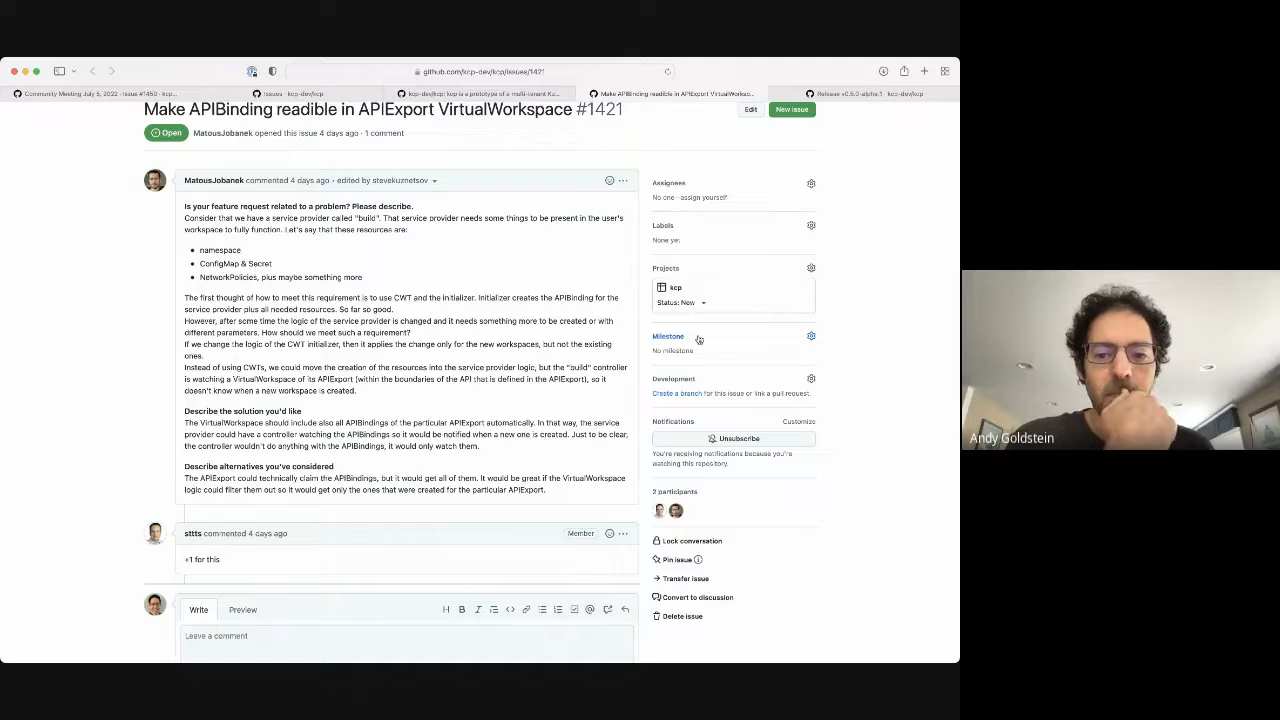 github.com/kcp-dev/kcp/issues/1421
Community Meeting July 5, 2022 · Issue #1450 · kcp...
Issues · kcp-dev/kcp
kcp-dev/kcp: kcp is a prototype of a multi-tenant Ku...
Make APIBinding readible in APIExport VirtualWorkspac...
Release v0.5.0-alpha.1 · kcp-dev/kcp
Make APIBinding readible in APIExport VirtualWorkspace #1421
Edit
New issue
Open
MatousJobanek opened this issue 4 days ago · 1 comment
MatousJobanek commented 4 days ago · edited by stevekuznetsov
Is your feature request related to a problem? Please describe.
Consider that we have a service provider called "build". That service provider needs some things to be present in the user's
workspace to fully function. Let's say that these resources are:
• namespace
• ConfigMap & Secret
• NetworkPolicies, plus maybe something more
The first thought of how to meet this requirement is to use CWT and the initializer. Initializer creates the APIBinding for the
service provider plus all needed resources. So far so good.
However, after some time the logic of the service provider is changed and it needs something more to be created or with
different parameters. How should we meet such a requirement?
If we change the logic of the CWT initializer, then it applies the change only for the new workspaces, but not the existing
ones.
Instead of using CWTs, we could move the creation of the resources into the service provider logic, but the "build" controller
is watching a VirtualWorkspace of its APIExport (within the boundaries of the API that is defined in the APIExport), so it
doesn't know when a new workspace is created.
Describe the solution you'd like
The VirtualWorkspace should include also all APIBindings of the particular APIExport automatically. In that way, the service
provider could have a controller watching the APIBindings so it would be notified when a new one is created. Just to be clear,
the controller wouldn't do anything with the APIBindings, it would only watch them.
Describe alternatives you've considered
The APIExport could technically claim the APIBindings, but it would get all of them. It would be great if the VirtualWorkspace
logic could filter them out so it would get only the ones that were created for the particular APIExport.
sttts commented 4 days ago
Member
+1 for this
Write
Preview
Leave a comment
Assignees
No one—assign yourself
Labels
None yet
Projects
kcp
Status: New
Milestone
No milestone
Development
Create a branch for this issue or link a pull request.
Notifications
Customize
Unsubscribe
You're receiving notifications because you're
watching this repository.
2 participants
Lock conversation
Pin issue
Transfer issue
Convert to discussion
Delete issue
Andy Goldstein